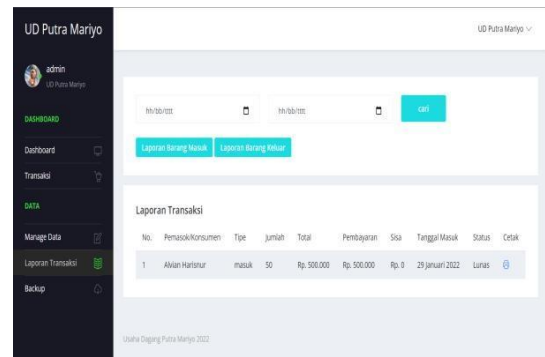 UD Putra Mariyo
UD Putra Mariyo
admin
UD Putra Mariyo
DASHBOARD
Dashboard
Transaksi
DATA
Manage Data
Laporan Transaksi
Backup
hh/bb/tttt
hh/bb/tttt
cari
Laporan Barang Masuk
Laporan Barang Keluar
Laporan Transaksi
No. Pemasok/Konsumen Tipe Jumlah Total Pembayaran Sisa Tanggal Masuk Status Cetak
1 Alvian Harisnur masuk 50 Rp. 500.000 Rp. 500.000 Rp. 0 29 Januari 2022 Lunas
Usaha Dagang Putra Mariyo 2022